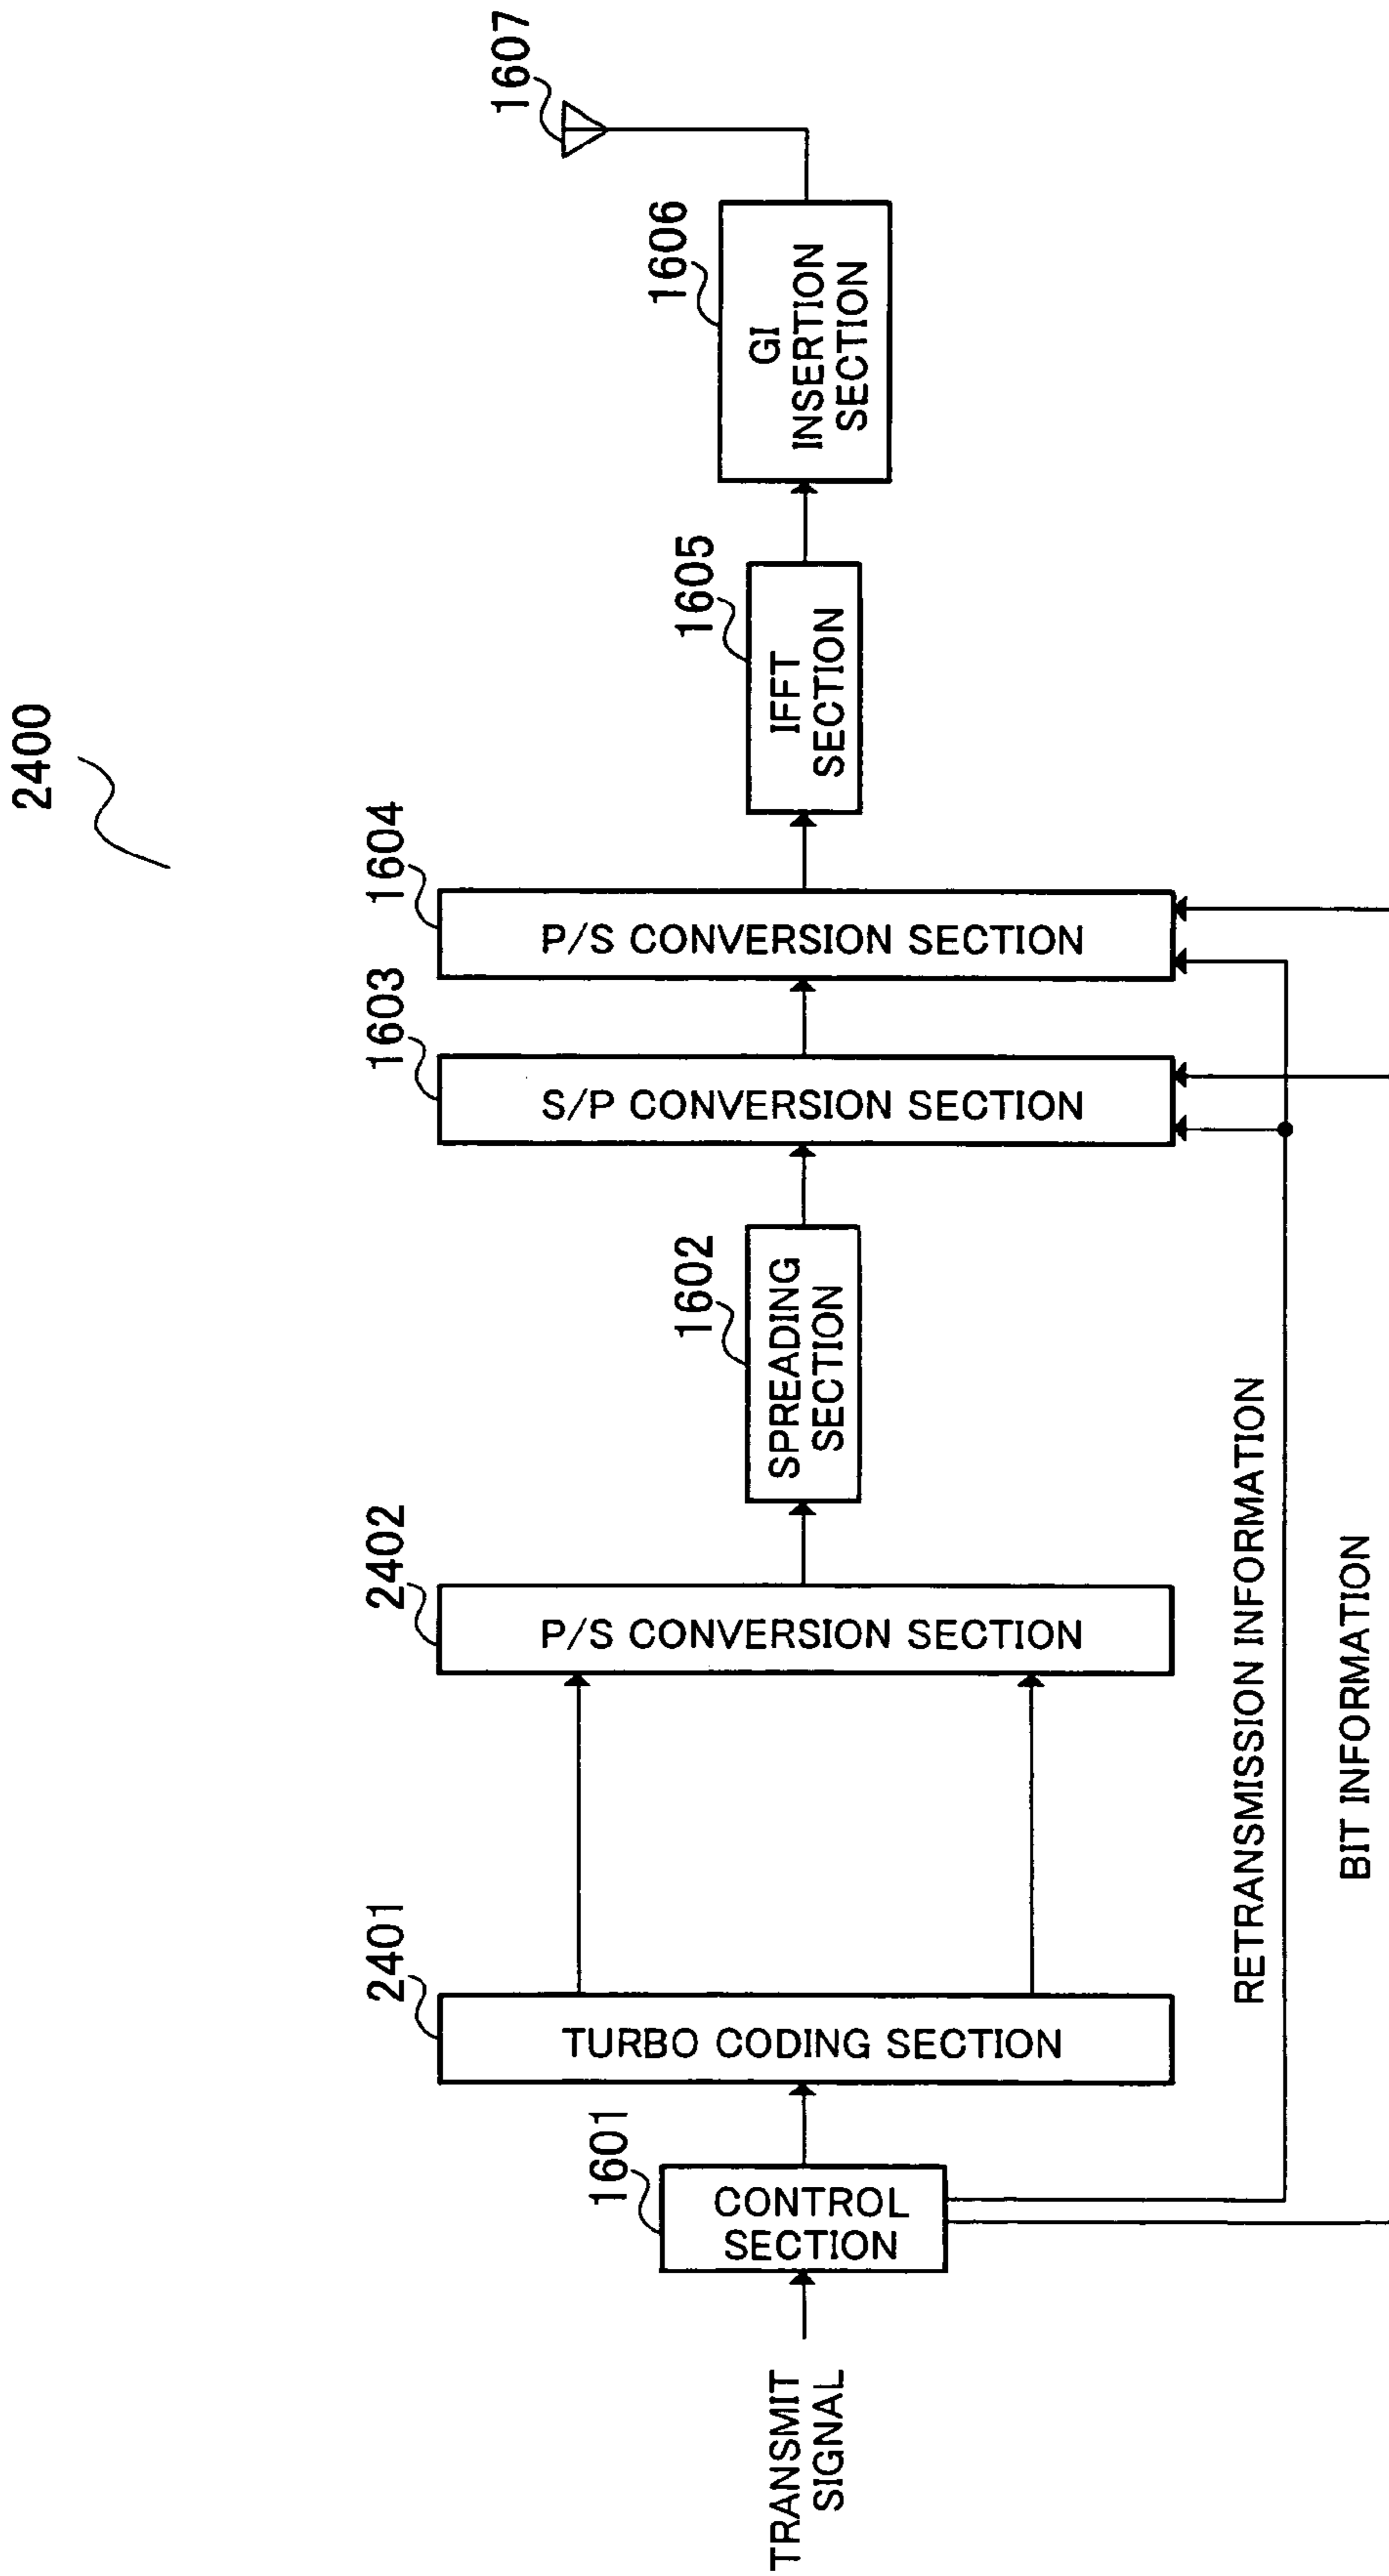 2400
TRANSMIT
SIGNAL
1601
CONTROL
SECTION
2401
TURBO CODING SECTION
2402
P/S CONVERSION SECTION
1602
SPREADING
SECTION
1603
S/P CONVERSION SECTION
1604
P/S CONVERSION SECTION
1605
IFFT
SECTION
1606
GI
INSERTION
SECTION
1607
RETRANSMISSION INFORMATION
BIT INFORMATION